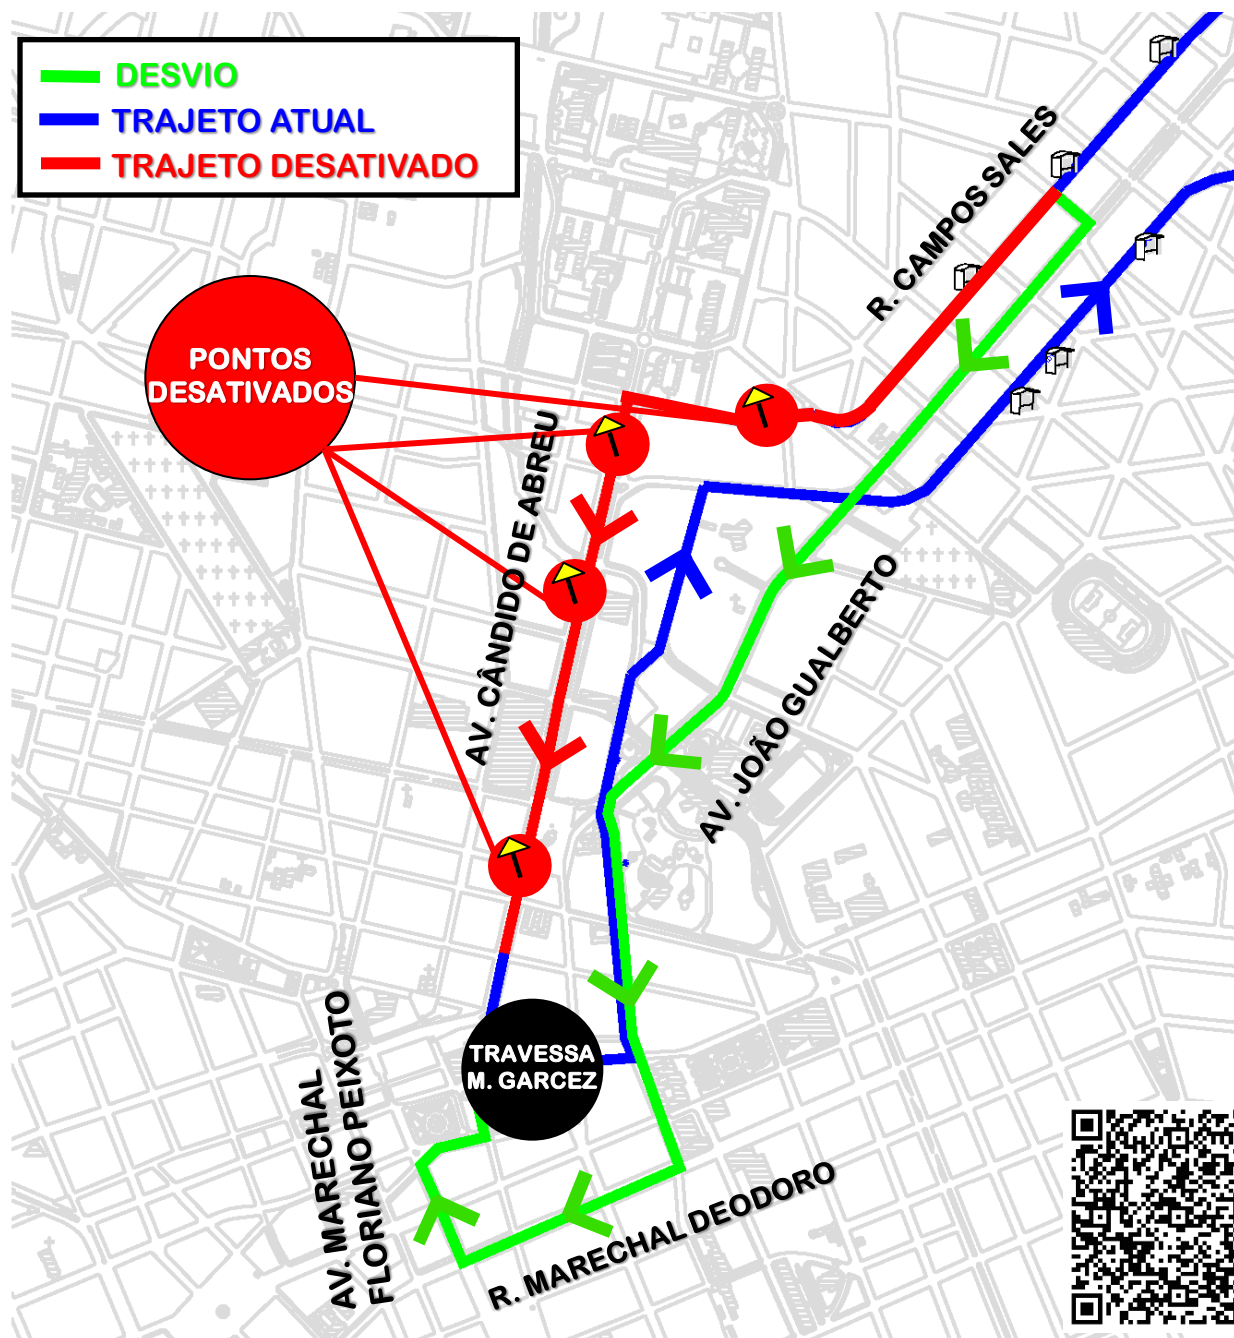 DESVIO
TRAJETO ATUAL
TRAJETO DESATIVADO
R. CAMPOS SALES
PONTOS
DESATIVADOS
AV. CÂNDIDO DE ABREU
AV. JOÃO GUALBERTO
TRAVESSA
M. GARCEZ
AV. MARECHAL
FLORIANO PEIXOTO
R. MARECHAL DEODORO